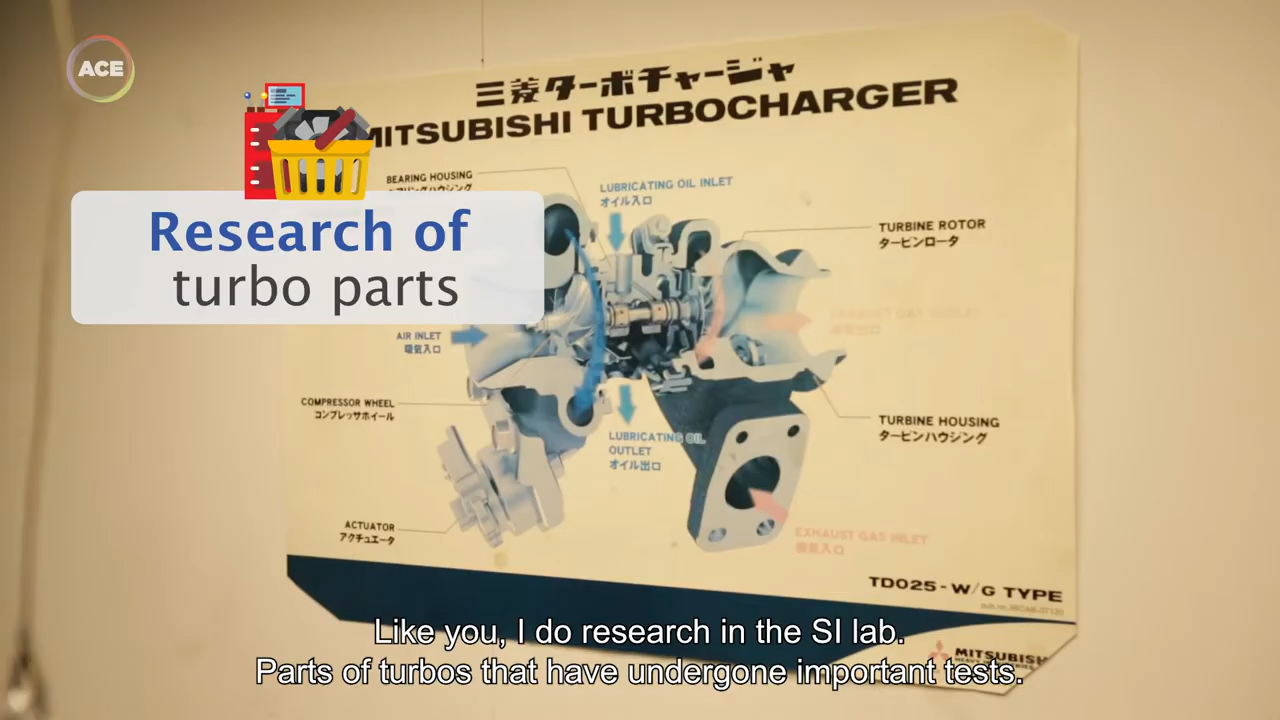 ACE
三菱ターボチャージャ
MITSUBISHI TURBOCHARGER
BEARING HOUSING
LUBRICATING OIL INLET
オイル入口
TURBINE ROTOR
タービンロータ
Research of
turbo parts
AIR INLET
吸気入口
COMPRESSOR WHEEL
コンプレッサホイール
LUBRICATING OIL
OUTLET
オイル出口
TURBINE HOUSING
タービンハウジング
ACTUATOR
アクチュエータ
EXHAUST GAS INLET
TD025-W/G TYPE
Like you, I do research in the SI lab.
Parts of turbos that have undergone important tests.